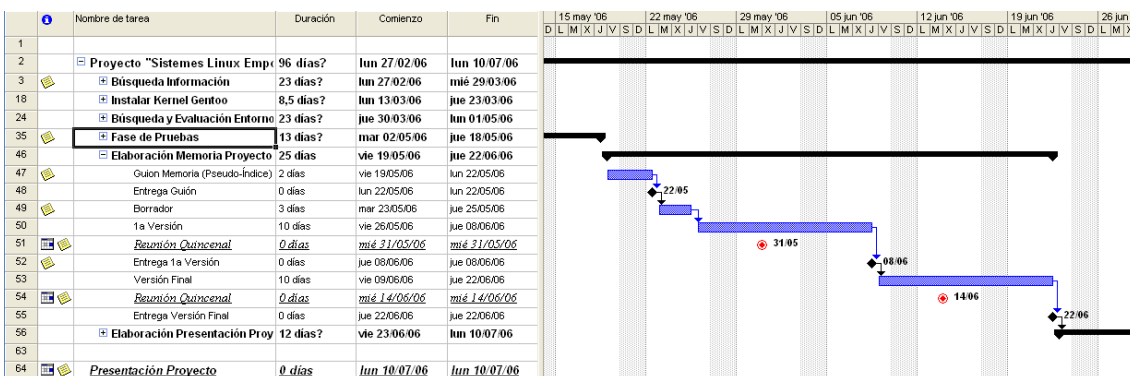 Nombre de tarea Duración Comienzo Fin 15 may '06 22 may '06 29 may '06 05 jun '06 12 jun '06 19 jun '06 26 jun
D L M X J V S D L M X J V S D L M X J V S D L M X J V S D L M X J V S D L M X J V S D L M
1
2 Proyecto "Sistemes Linux Emp 96 días? lun 27/02/06 lun 10/07/06
3 Búsqueda Información 23 días? lun 27/02/06 mié 29/03/06
18 Instalar Kernel Gentoo 8,5 días? lun 13/03/06 jue 23/03/06
24 Búsqueda y Evaluación Entorno 23 días? jue 30/03/06 lun 01/05/06
35 Fase de Pruebas 13 días? mar 02/05/06 jue 18/05/06
46 Elaboración Memoria Proyecto 25 días vie 19/05/06 jue 22/06/06
47 Guion Memoria (Pseudo-Índice) 2 días vie 19/05/06 lun 22/05/06
48 Entrega Guión 0 días lun 22/05/06 lun 22/05/06 22/05
49 Borrador 3 días mar 23/05/06 jue 25/05/06
50 1a Versión 10 días vie 26/05/06 jue 08/06/06
51 Reunión Quincenal 0 días mié 31/05/06 mié 31/05/06 31/05
52 Entrega 1a Versión 0 días jue 08/06/06 jue 08/06/06 08/06
53 Versión Final 10 días vie 09/06/06 jue 22/06/06
54 Reunión Quincenal 0 días mié 14/06/06 mié 14/06/06 14/06
55 Entrega Versión Final 0 días jue 22/06/06 jue 22/06/06 22/06
56 Elaboración Presentación Proy 12 días? vie 23/06/06 lun 10/07/06
63
64 Presentación Proyecto 0 días lun 10/07/06 lun 10/07/06